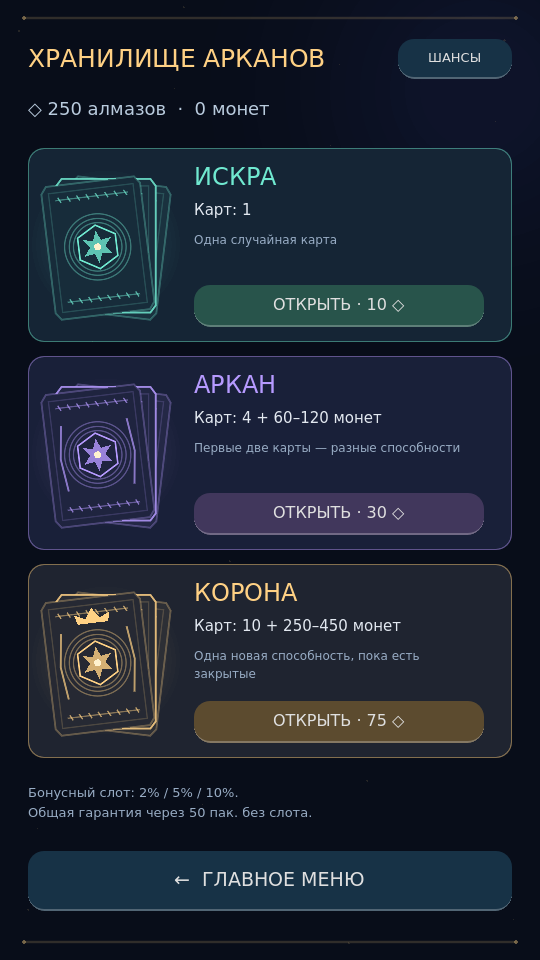 ХРАНИЛИЩЕ АРКАНОВ
ШАНСЫ
◇ 250 алмазов · 0 монет
ИСКРА
Карт: 1
Одна случайная карта
ОТКРЫТЬ · 10 ◇
АРКАН
Карт: 4 + 60–120 монет
Первые две карты — разные способности
ОТКРЫТЬ · 30 ◇
КОРОНА
Карт: 10 + 250–450 монет
Одна новая способность, пока есть
закрытые
ОТКРЫТЬ · 75 ◇
Бонусный слот: 2% / 5% / 10%.
Общая гарантия через 50 пак. без слота.
← ГЛАВНОЕ МЕНЮ